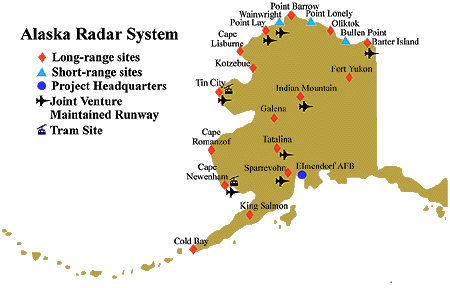 Alaska Radar System
Long-range sites
Short-range sites
Project Headquarters
Joint Venture
Maintained Runway
Tram Site
Point Barrow
Wainwright
Point Lonely
Point Lay
Oliktok
Bullen Point
Cape
Lisburne
Barter Island
Kotzebue
Fort Yukon
Tin City
Indian Mountain
Galena
Cape
Romanzof
Tatalina
Cape
Newenham
Sparrevohn
Elmendorf AFB
King Salmon
Cold Bay